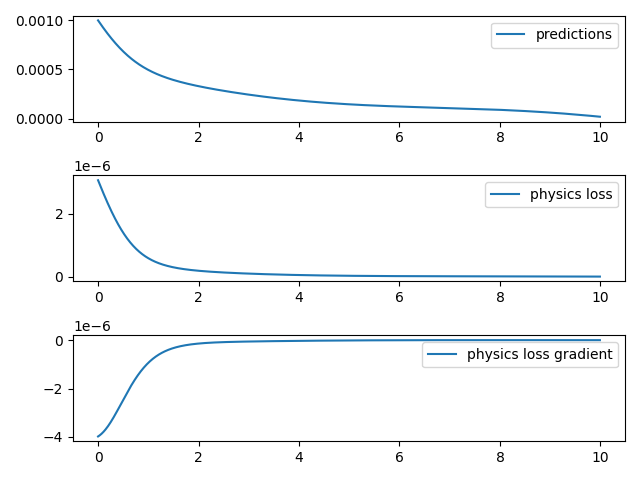 0.0010
0.0005
0.0000
predictions
0 2 4 6 8 10
1e−6
2
0
physics loss
0 2 4 6 8 10
1e−6
0
−2
−4
physics loss gradient
0 2 4 6 8 10